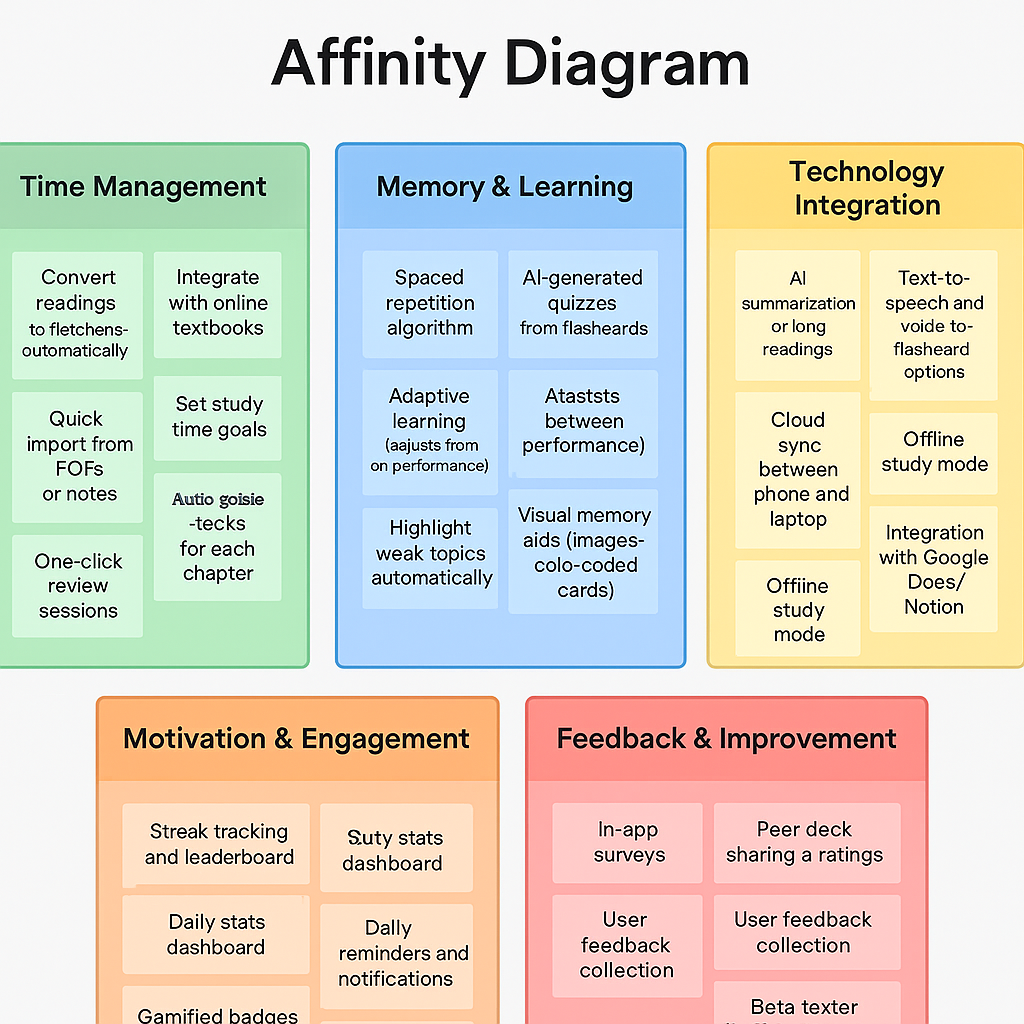 Affinity Diagram
Time Management
Convert
readings
to fletchens-
outomatically
Quick
import from
FOFs
or notes
One-click
review
sessions
Integrate
with online
textbooks
Set study
time goals
Autio goisie
-tecks
for each
chapter
Memory & Learning
Spaced
repetition
algorithm
Adaptive
learning
(aajusts from
on performance)
Highlight
weak topics
automatically
AI-generated
quizzes
from flasheards
Ataststs
between
performance)
Visual memory
aids (images-
colo-coded
cards)
Technology
Integration
AI
summarization
or long
readings
Cloud
sync
between
phone and
laptop
Offiine
study
mode
Text-to-
speech and
voide to-
flasheard
options
Offline
study mode
Integration
with Google
Does/
Notion
Motivation & Engagement
Streak tracking
and leaderboard
Daily stats
dashboard
Gamified badges
Suty stats
dashboard
Dally
reminders and
notifications
Feedback & Improvement
In-app
surveys
User
feedback
collection
Peer deck
sharing a ratings
User feedback
collection
Beta texter